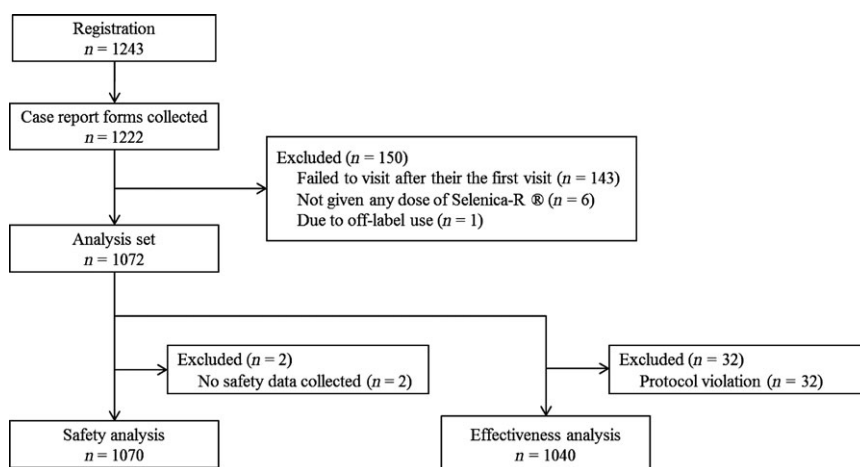 Registration
n = 1243
Case report forms collected
n = 1222
Excluded (n = 150)
Failed to visit after their the first visit (n = 143)
Not given any dose of Selenica-R ® (n = 6)
Due to off-label use (n = 1)
Analysis set
n = 1072
Excluded (n = 2)
No safety data collected (n = 2)
Excluded (n = 32)
Protocol violation (n = 32)
Safety analysis
n = 1070
Effectiveness analysis
n = 1040